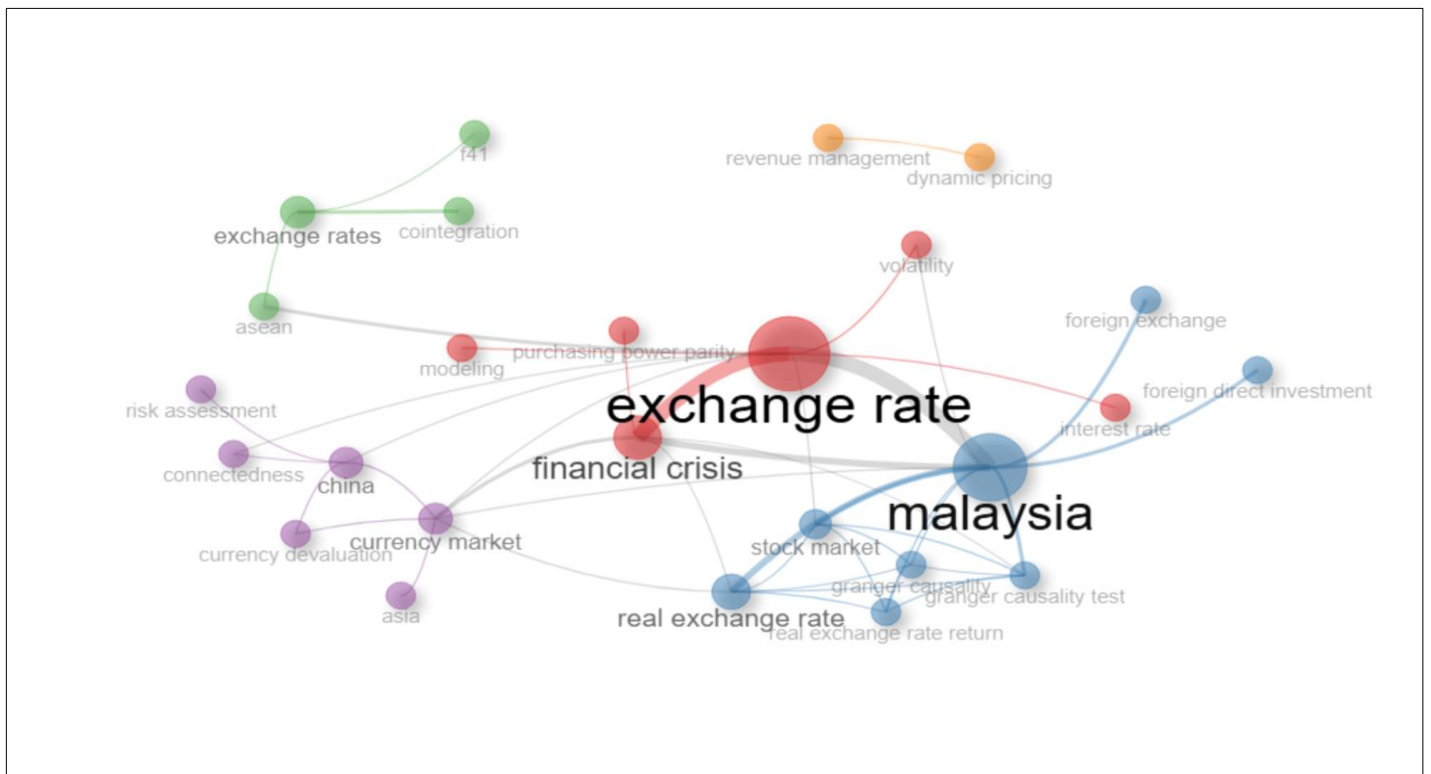 f41
revenue management
dynamic pricing
exchange rates
cointegration
volatility
foreign exchange
asean
purchasing power parity
modeling
foreign direct investment
exchange rate
risk assessment
interest rate
financial crisis
connectedness
china
malaysia
currency market
stock market
currency devaluation
granger causality
granger causality test
asia
real exchange rate
real exchange rate return